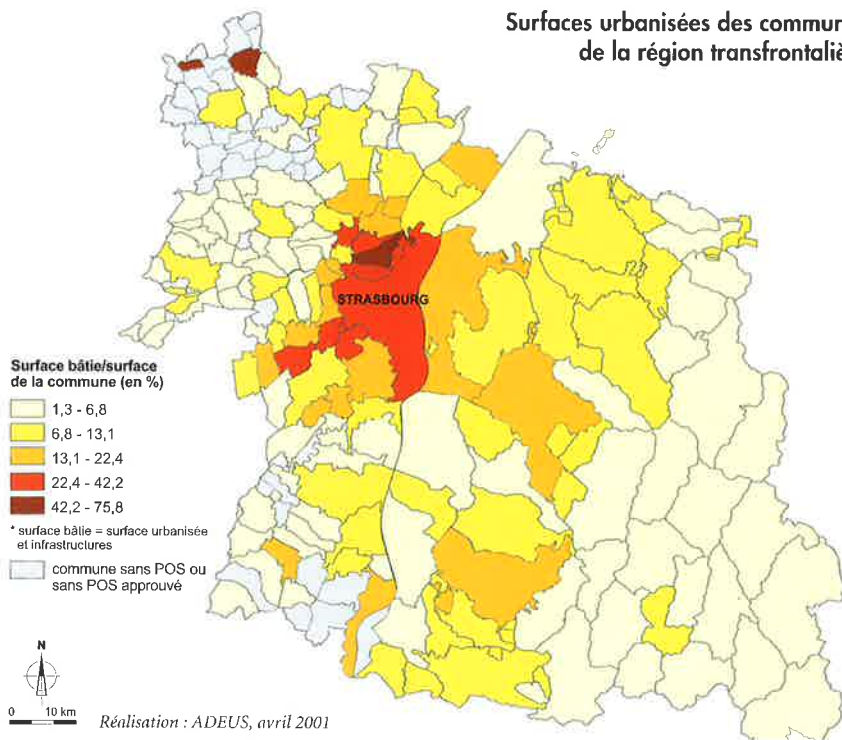 Surfaces urbanisées des commun
de la région transfrontaliè
STRASBOURG
Surface bâtie/surface
de la commune (en %)
1,3 - 6,8
6,8 - 13,1
13,1 - 22,4
22,4 - 42,2
42,2 - 75,8
* surface bâtie = surface urbanisée
et infrastructures
commune sans POS ou
sans POS approuvé
N
0 10 km
Réalisation : ADEUS, avril 2001